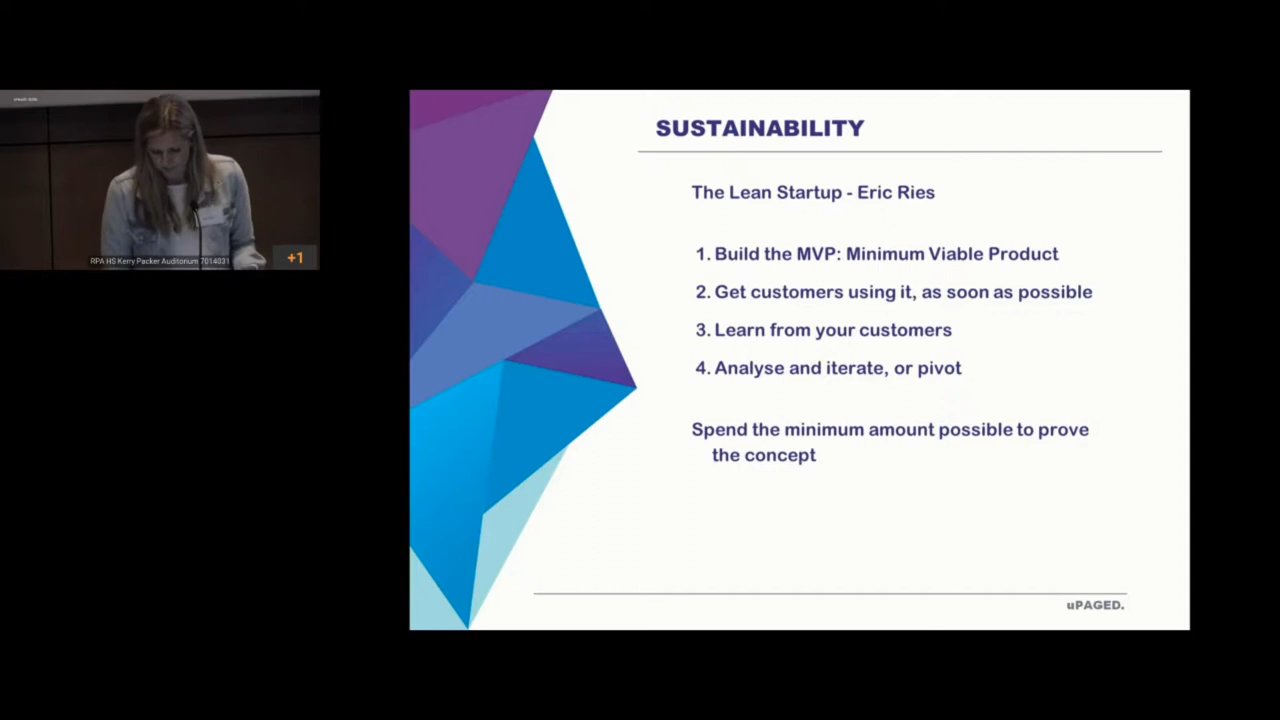 RPA HS Kerry Packer Auditorium 7014031
+1
SUSTAINABILITY
The Lean Startup - Eric Ries
1. Build the MVP: Minimum Viable Product
2. Get customers using it, as soon as possible
3. Learn from your customers
4. Analyse and iterate, or pivot
Spend the minimum amount possible to prove
the concept
uPAGED.